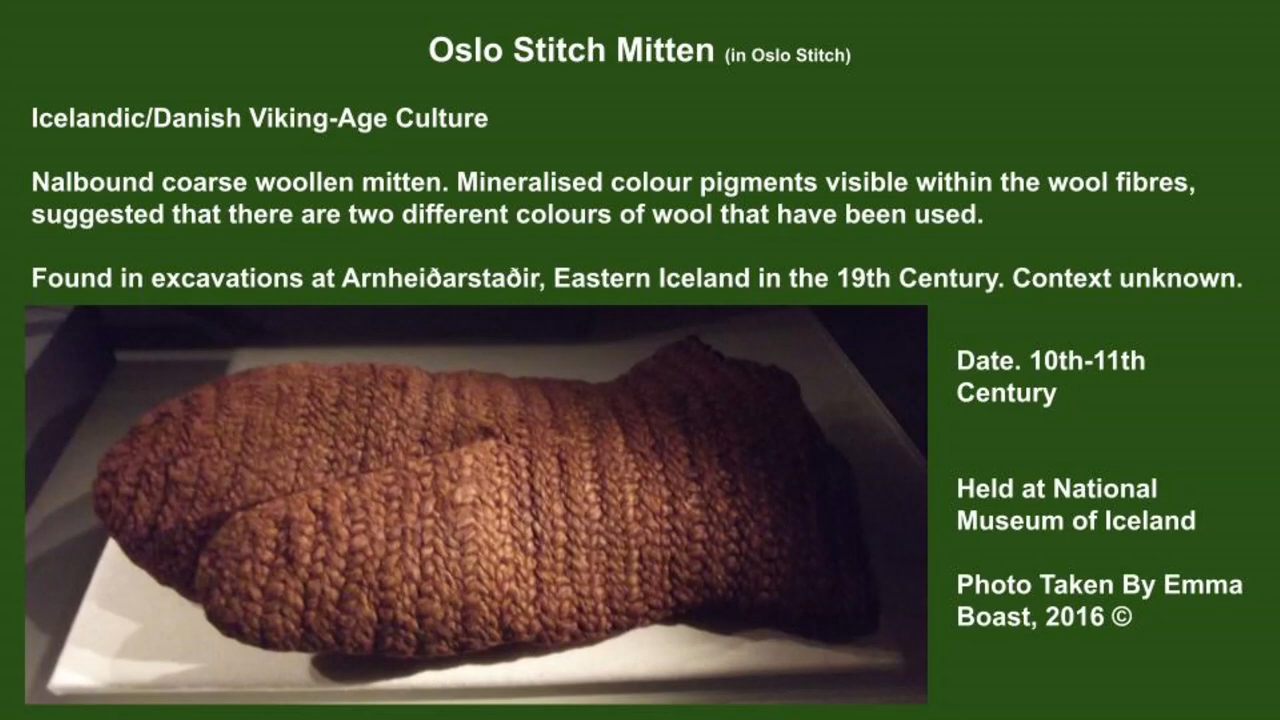 Oslo Stitch Mitten (in Oslo Stitch)
Icelandic/Danish Viking-Age Culture
Nalbound coarse woollen mitten. Mineralised colour pigments visible within the wool fibres,
suggested that there are two different colours of wool that have been used.
Found in excavations at Arnheiðarstaðir, Eastern Iceland in the 19th Century. Context unknown.
Date. 10th-11th
Century
Held at National
Museum of Iceland
Photo Taken By Emma
Boast, 2016 ©